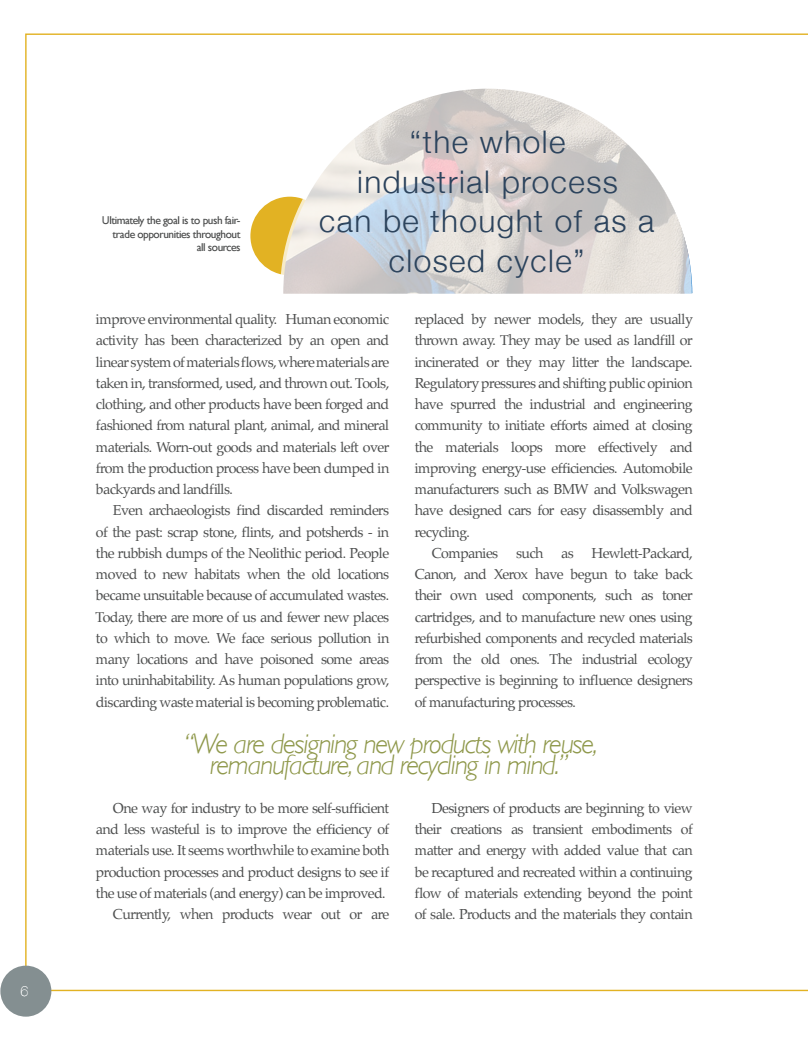 “the whole
industrial process
can be thought of as a
closed cycle”
Ultimately the goal is to push fair-
trade opporunities throughout
all sources
improve environmental quality. Human economic
activity has been characterized by an open and
linear system of materials flows, where materials are
taken in, transformed, used, and thrown out. Tools,
clothing, and other products have been forged and
fashioned from natural plant, animal, and mineral
materials. Worn-out goods and materials left over
from the production process have been dumped in
backyards and landfills.
Even archaeologists find discarded reminders
of the past: scrap stone, flints, and potsherds - in
the rubbish dumps of the Neolithic period. People
moved to new habitats when the old locations
became unsuitable because of accumulated wastes.
Today, there are more of us and fewer new places
to which to move. We face serious pollution in
many locations and have poisoned some areas
into uninhabitability. As human populations grow,
discarding waste material is becoming problematic.
One way for industry to be more self-sufficient
and less wasteful is to improve the efficiency of
materials use. It seems worthwhile to examine both
production processes and product designs to see if
the use of materials (and energy) can be improved.
Currently, when products wear out or are
replaced by newer models, they are usually
thrown away. They may be used as landfill or
incinerated or they may litter the landscape.
Regulatory pressures and shifting public opinion
have spurred the industrial and engineering
community to initiate efforts aimed at closing
the materials loops more effectively and
improving energy-use efficiencies. Automobile
manufacturers such as BMW and Volkswagen
have designed cars for easy disassembly and
recycling.
Companies such as Hewlett-Packard,
Canon, and Xerox have begun to take back
their own used components, such as toner
cartridges, and to manufacture new ones using
refurbished components and recycled materials
from the old ones. The industrial ecology
perspective is beginning to influence designers
of manufacturing processes.
Designers of products are beginning to view
their creations as transient embodiments of
matter and energy with added value that can
be recaptured and recreated within a continuing
flow of materials extending beyond the point
of sale. Products and the materials they contain
“We are designing new products with reuse,
remanufacture, and recycling in mind.”
6